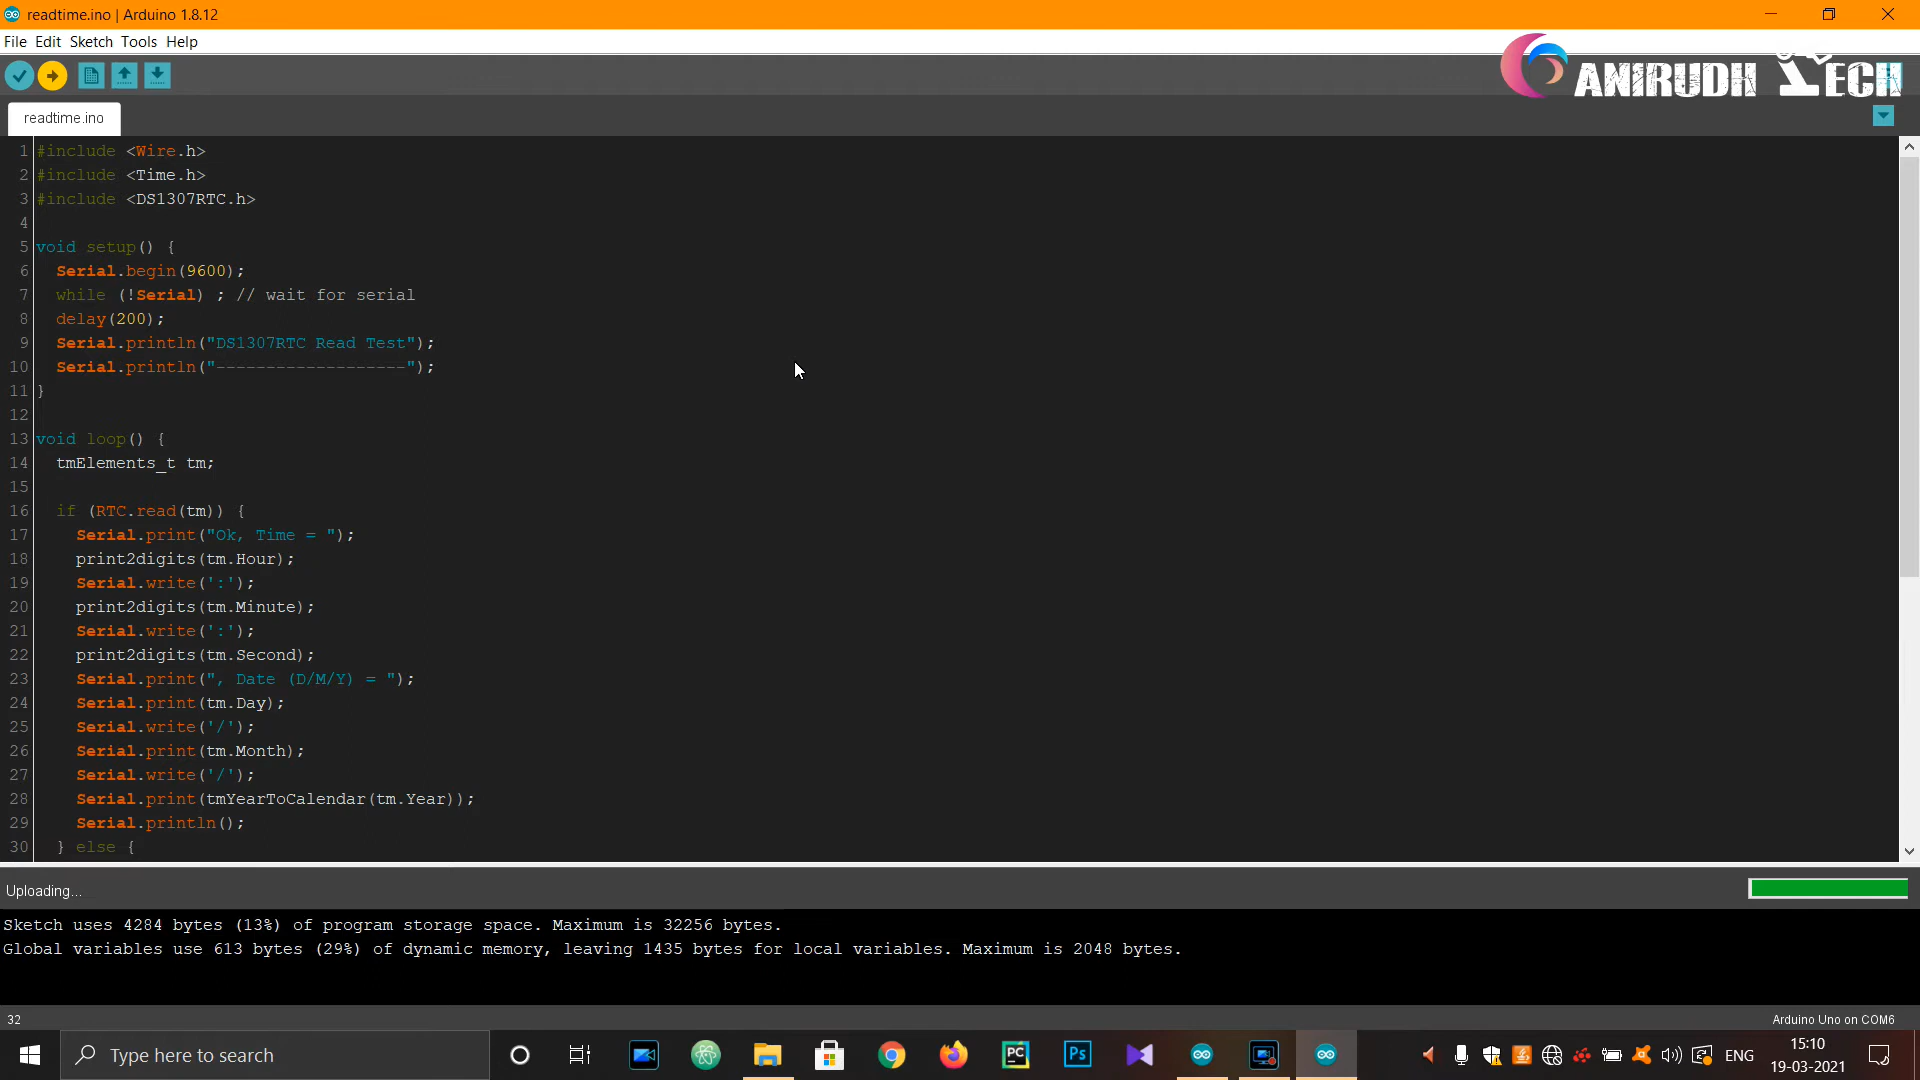 readtime.ino | Arduino 1.8.12
File Edit Sketch Tools Help
ANIRUDH TECH
readtime.ino
1 #include <Wire.h>
2 #include <Time.h>
3 #include <DS1307RTC.h>
4
5 void setup() {
6 Serial.begin(9600);
7 while (!Serial) ; // wait for serial
8 delay(200);
9 Serial.println("DS1307RTC Read Test");
10 Serial.println("-------------------");
11 }
12
13 void loop() {
14 tmElements_t tm;
15
16 if (RTC.read(tm)) {
17 Serial.print("Ok, Time = ");
18 print2digits(tm.Hour);
19 Serial.write(':');
20 print2digits(tm.Minute);
21 Serial.write(':');
22 print2digits(tm.Second);
23 Serial.print(", Date (D/M/Y) = ");
24 Serial.print(tm.Day);
25 Serial.write('/');
26 Serial.print(tm.Month);
27 Serial.write('/');
28 Serial.print(tmYearToCalendar(tm.Year));
29 Serial.println();
30 } else {
Uploading...
Sketch uses 4284 bytes (13%) of program storage space. Maximum is 32256 bytes.
Global variables use 613 bytes (29%) of dynamic memory, leaving 1435 bytes for local variables. Maximum is 2048 bytes.
32
Arduino Uno on COM6
Type here to search
PC
Ps
ENG
15:10
19-03-2021